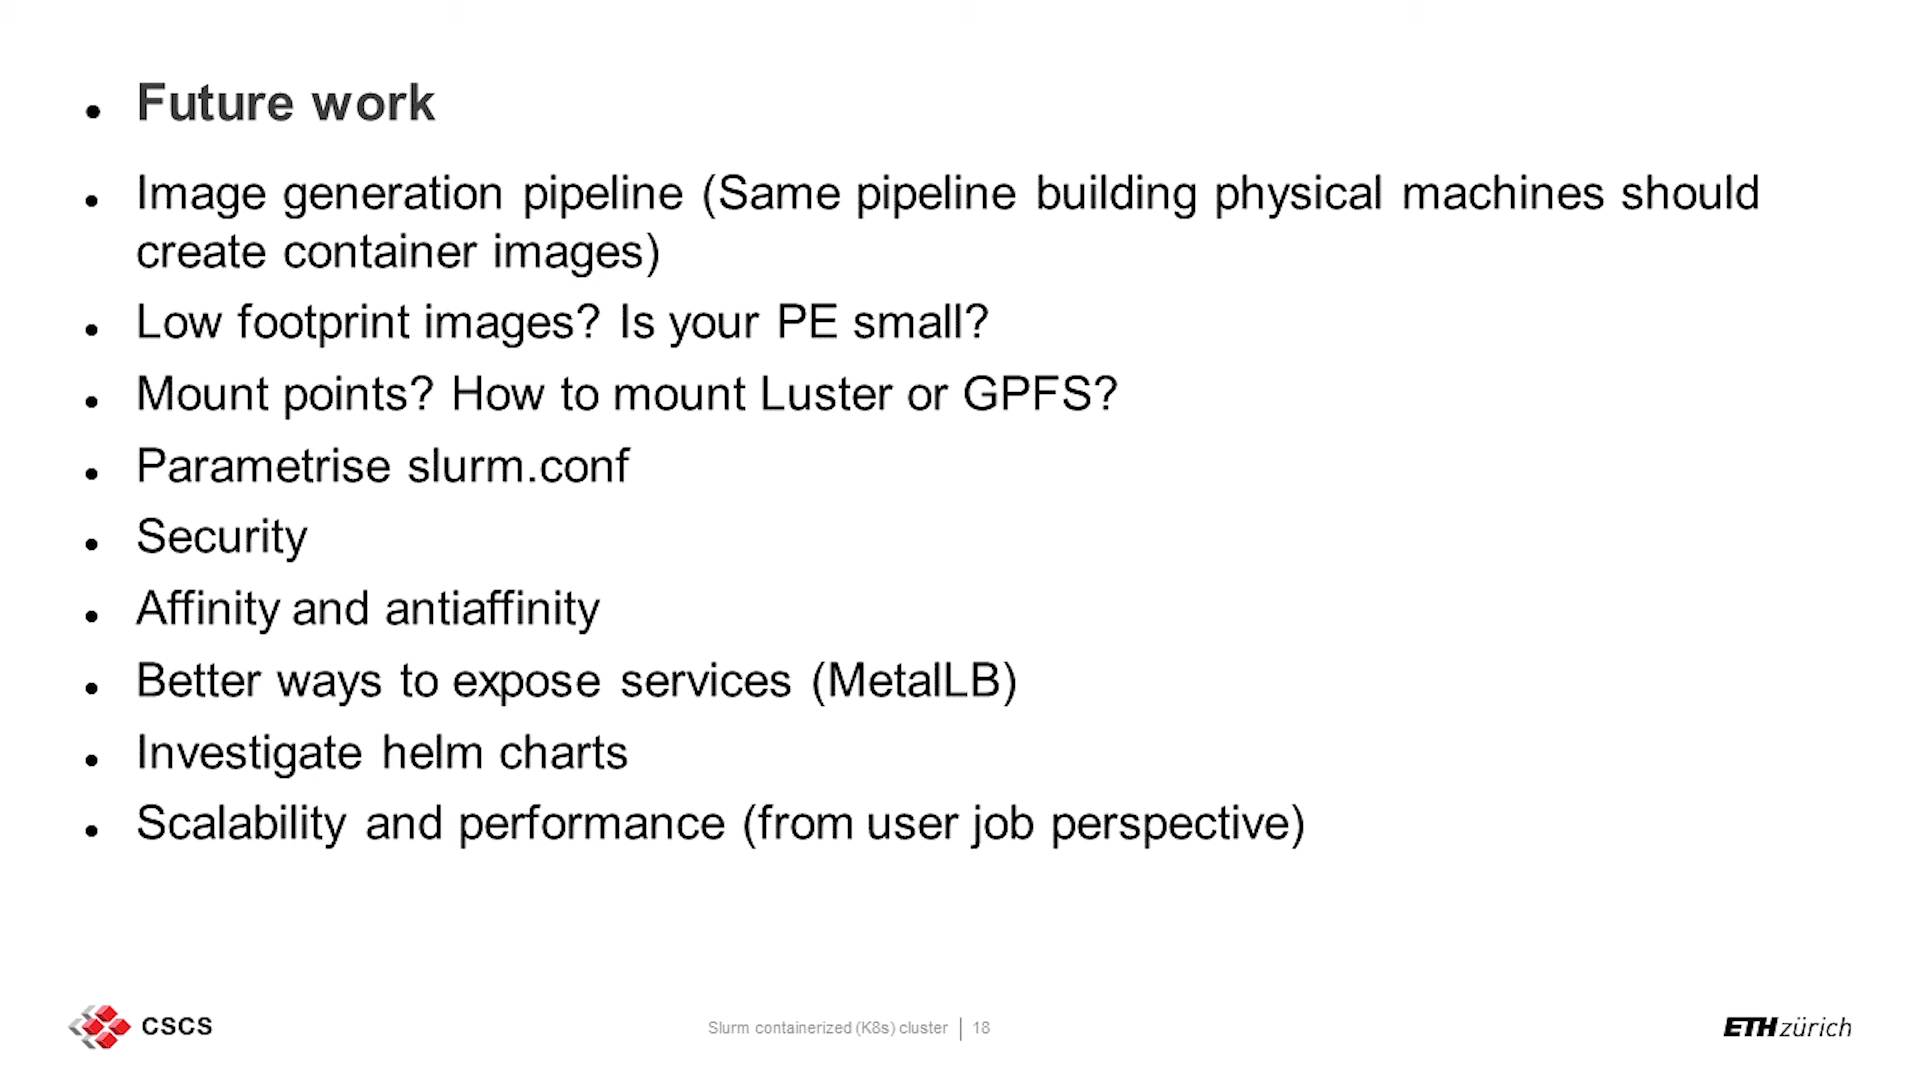 Future work
Image generation pipeline (Same pipeline building physical machines should
create container images)
Low footprint images? Is your PE small?
Mount points? How to mount Luster or GPFS?
Parametrise slurm.conf
Security
Affinity and antiaffinity
Better ways to expose services (MetalLB)
Investigate helm charts
Scalability and performance (from user job perspective)
CSCS
Slurm containerized (K8s) cluster | 18
ETH zürich